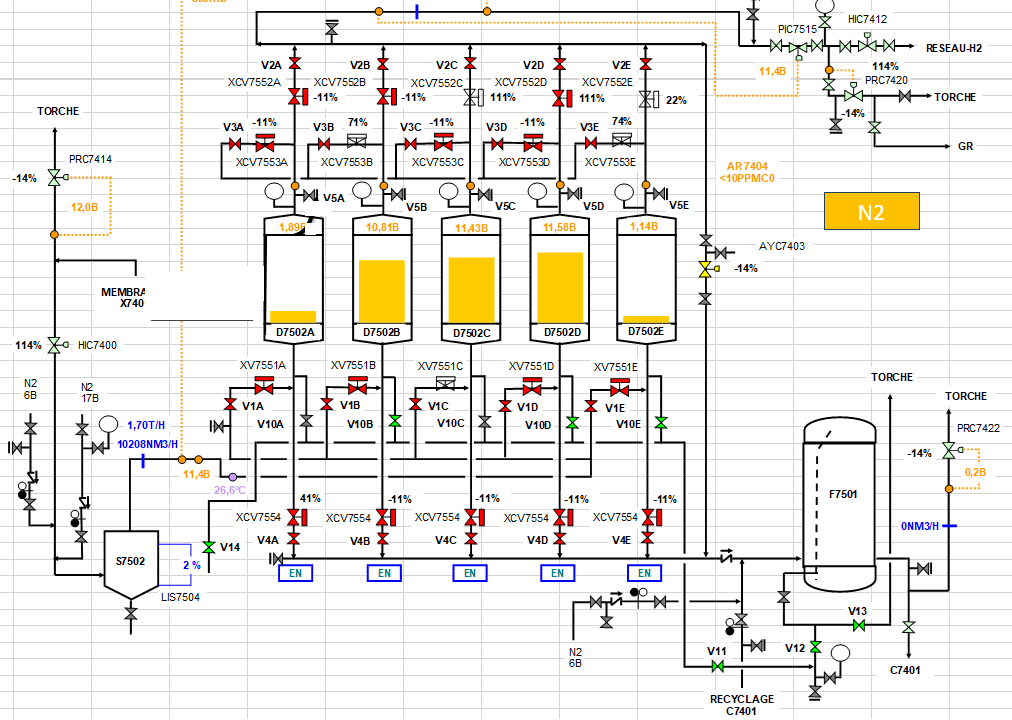 HIC7412
PIC7515
RESEAU-H2
V2A
V2B
V2C
V2D
V2E
114%
11,4B
PRC7420
XCV7552A
XCV7552B
XCV7552C
XCV7552D
XCV7552E
-11%
-11%
111%
111%
22%
TORCHE
TORCHE
-14%
V3A
-11%
V3B
71%
V3C
-11%
V3D
-11%
V3E
74%
GR
PRC7414
XCV7553A
XCV7553B
XCV7553C
XCV7553D
XCV7553E
AR7404
<10PPMC0
-14%
V5A
V5B
V5C
V5D
V5E
12,0B
N2
1,89B
10,81B
11,43B
11,58B
1,14B
AYC7403
-14%
MEMBRA
X740
D7502A
D7502B
D7502C
D7502D
D7502E
114%
HIC7400
XV7551A
XV7551B
XV7551C
XV7551D
XV7551E
TORCHE
N2
6B
N2
17B
TORCHE
V1A
V1B
V1C
V1D
V1E
V10A
V10B
V10C
V10D
V10E
1,70T/H
PRC7422
10208NM3/H
-14%
11,4B
0,2B
26,6°C
F7501
41%
-11%
-11%
-11%
-11%
XCV7554
XCV7554
XCV7554
XCV7554
XCV7554
0NM3/H
V4A
V4B
V4C
V4D
V4E
V14
S7502
2 %
EN
EN
EN
EN
EN
LIS7504
V13
N2
6B
V11
V12
C7401
RECYCLAGE
C7401